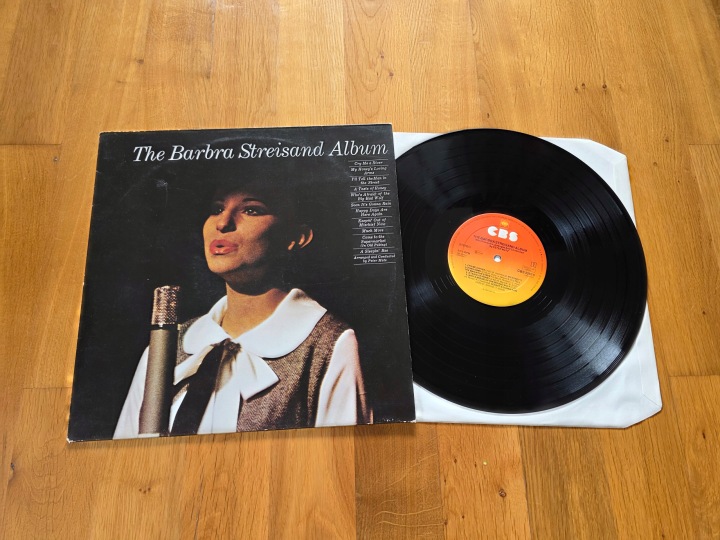 The Barbra Streisand Album
Cry Me a River
My Honey's Loving
Arms
I'll Tell the Man in
the Street
A Taste of Honey
Who's Afraid of the
Big Bad Wolf
Soon It's Gonna Rain
Happy Days Are
Here Again
Keepin' Out of
Mischief Now
Much More
Come to the
Supermarket
(in Old Peking)
A Sleepin' Bee
Arranged and Conducted
by Peter Matz
CBS